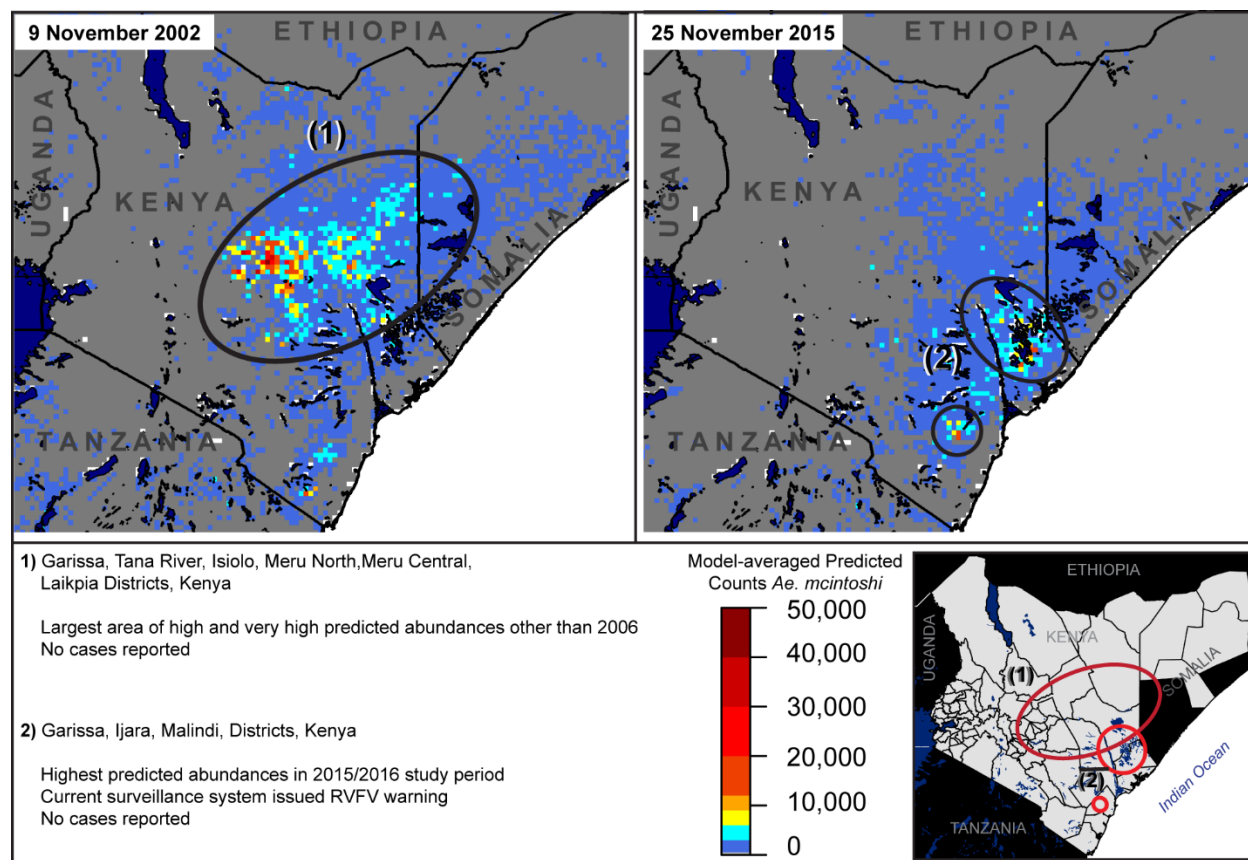 9 November 2002
ETHIOPIA
UGANDA
KENYA
SOMALIA
TANZANIA
(1)
25 November 2015
ETHIOPIA
UGANDA
KENYA
SOMALIA
TANZANIA
(2)
1) Garissa, Tana River, Isiolo, Meru North,Meru Central,
Laikpia Districts, Kenya
Largest area of high and very high predicted abundances other than 2006
No cases reported
2) Garissa, Ijara, Malindi, Districts, Kenya
Highest predicted abundances in 2015/2016 study period
Current surveillance system issued RVFV warning
No cases reported
Model-averaged Predicted
Counts Ae. mcintoshi
50,000
40,000
30,000
20,000
10,000
0
ETHIOPIA
UGANDA
KENYA
(1)
SOMALIA
(2)
Indian Ocean
TANZANIA